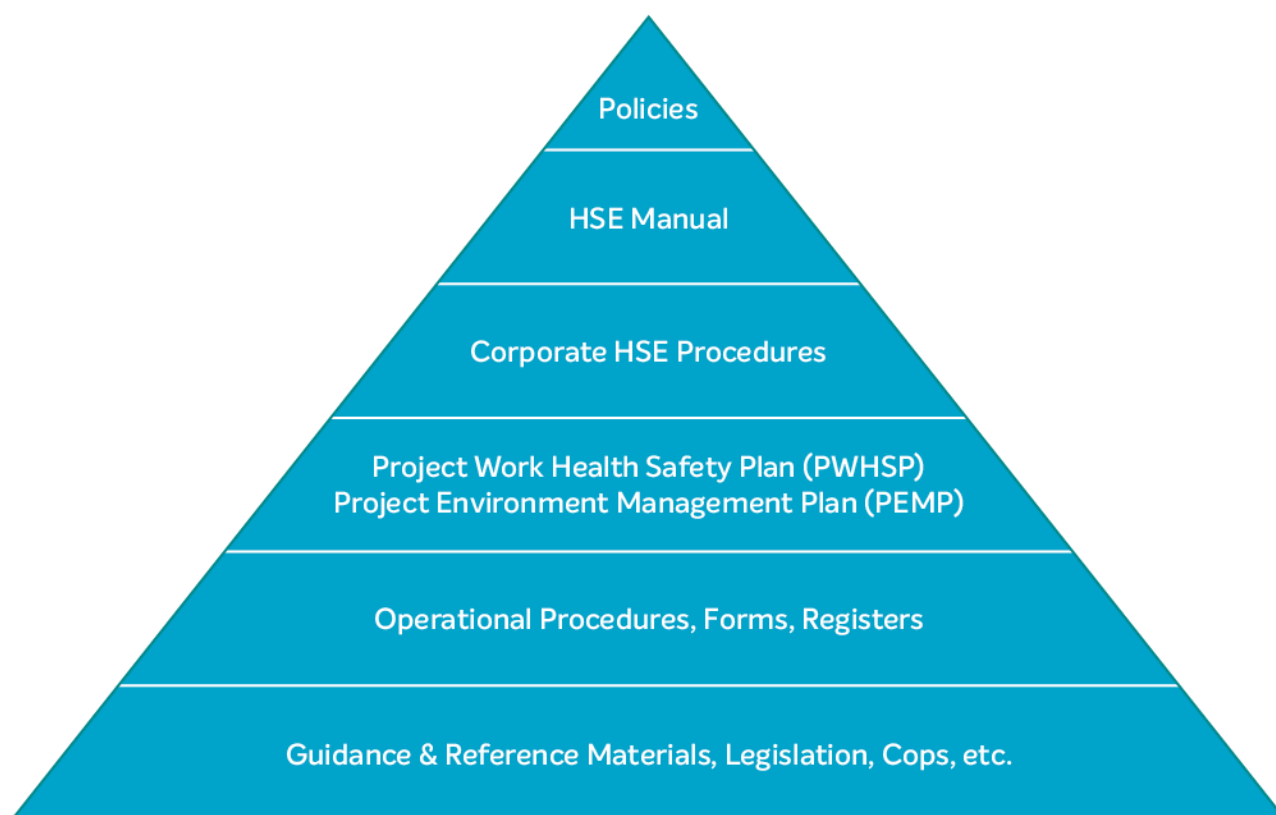 Policies
HSE Manual
Corporate HSE Procedures
Project Work Health Safety Plan (PWHSP)
Project Environment Management Plan (PEMP)
Operational Procedures, Forms, Registers
Guidance & Reference Materials, Legislation, Cops, etc.